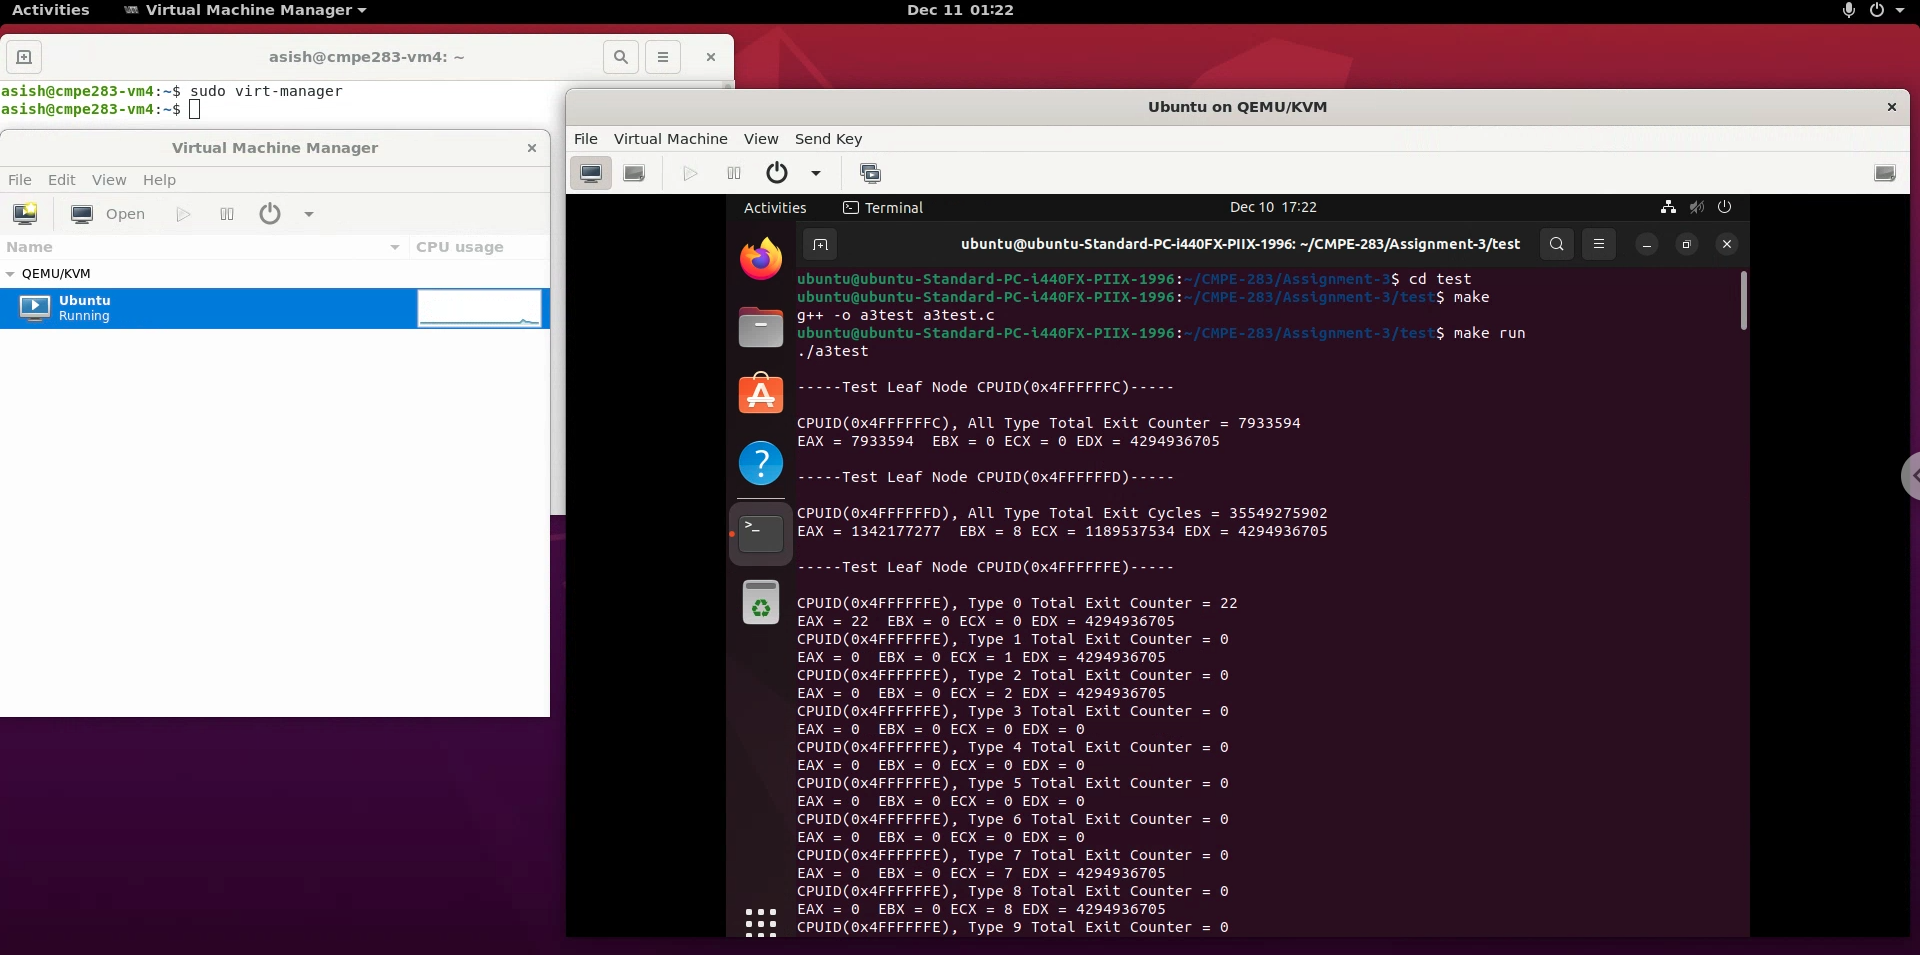 Activities Virtual Machine Manager Dec 11 01:22
asish@cmpe283-vm4: ~
asish@cmpe283-vm4:~$ sudo virt-manager
asish@cmpe283-vm4:~$
Virtual Machine Manager
File Edit View Help
Open
Name CPU usage
QEMU/KVM
Ubuntu
Running
Ubuntu on QEMU/KVM
File Virtual Machine View Send Key
Activities Terminal Dec 10 17:22
ubuntu@ubuntu-Standard-PC-i440FX-PIIX-1996: ~/CMPE-283/Assignment-3/test
ubuntu@ubuntu-Standard-PC-i440FX-PIIX-1996:~/CMPE-283/Assignment-3$ cd test
ubuntu@ubuntu-Standard-PC-i440FX-PIIX-1996:~/CMPE-283/Assignment-3/test$ make
g++ -o a3test a3test.c
ubuntu@ubuntu-Standard-PC-i440FX-PIIX-1996:~/CMPE-283/Assignment-3/test$ make run
./a3test
-----Test Leaf Node CPUID(0x4FFFFFFC)-----
CPUID(0x4FFFFFFC), All Type Total Exit Counter = 7933594
EAX = 7933594  EBX = 0 ECX = 0 EDX = 4294936705
-----Test Leaf Node CPUID(0x4FFFFFFD)-----
CPUID(0x4FFFFFFD), All Type Total Exit Cycles = 35549275902
EAX = 1342177277  EBX = 8 ECX = 1189537534 EDX = 4294936705
-----Test Leaf Node CPUID(0x4FFFFFFE)-----
CPUID(0x4FFFFFFE), Type 0 Total Exit Counter = 22
EAX = 22  EBX = 0 ECX = 0 EDX = 4294936705
CPUID(0x4FFFFFFE), Type 1 Total Exit Counter = 0
EAX = 0  EBX = 0 ECX = 1 EDX = 4294936705
CPUID(0x4FFFFFFE), Type 2 Total Exit Counter = 0
EAX = 0  EBX = 0 ECX = 2 EDX = 4294936705
CPUID(0x4FFFFFFE), Type 3 Total Exit Counter = 0
EAX = 0  EBX = 0 ECX = 0 EDX = 0
CPUID(0x4FFFFFFE), Type 4 Total Exit Counter = 0
EAX = 0  EBX = 0 ECX = 0 EDX = 0
CPUID(0x4FFFFFFE), Type 5 Total Exit Counter = 0
EAX = 0  EBX = 0 ECX = 0 EDX = 0
CPUID(0x4FFFFFFE), Type 6 Total Exit Counter = 0
EAX = 0  EBX = 0 ECX = 0 EDX = 0
CPUID(0x4FFFFFFE), Type 7 Total Exit Counter = 0
EAX = 0  EBX = 0 ECX = 7 EDX = 4294936705
CPUID(0x4FFFFFFE), Type 8 Total Exit Counter = 0
EAX = 0  EBX = 0 ECX = 8 EDX = 4294936705
CPUID(0x4FFFFFFE), Type 9 Total Exit Counter = 0